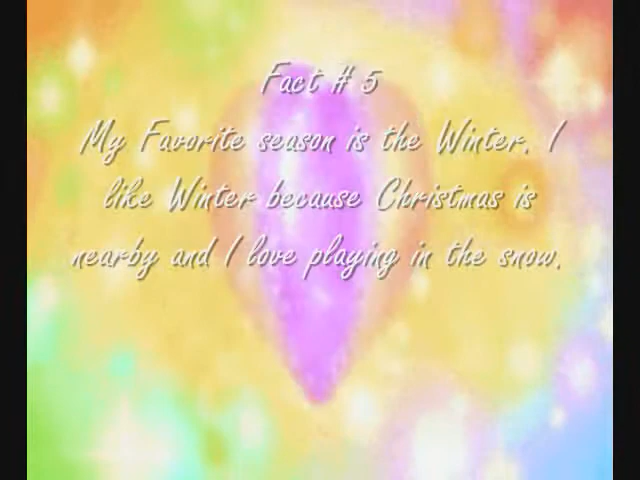 Fact # 5
My Favorite season is the Winter. I
like Winter because Christmas is
nearby and I love playing in the snow.